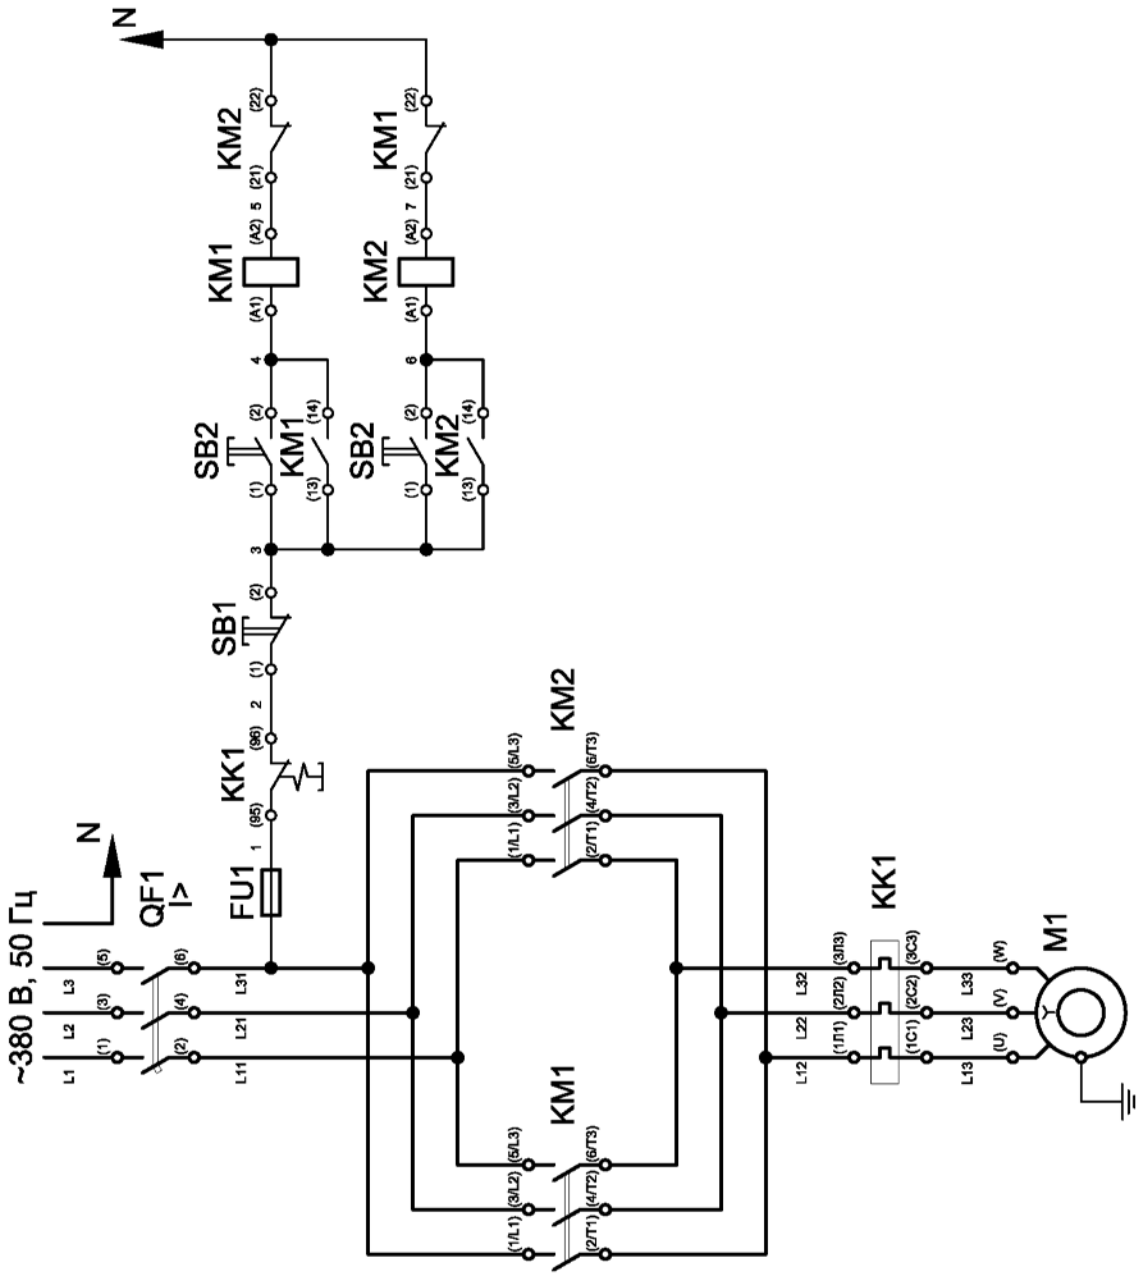 N
KM2
(22)
(21)
5
KM1
(A2)
(A1)
4
SB2
(2)
(1)
KM1
(14)
(13)
3
KM1
(22)
(21)
7
KM2
(A2)
(A1)
6
SB2
(2)
(1)
KM2
(14)
(13)
SB1
(2)
(1)
2
KK1
(96)
(95)
1
FU1
~380 В, 50 Гц
N
QF1
I>
L3
(5)
(6)
L31
L2
(3)
(4)
L21
L1
(1)
(2)
L11
KM2
(5/L3)
(6/T3)
(3/L2)
(4/T2)
(1/L1)
(2/T1)
KM1
(5/L3)
(6/T3)
(3/L2)
(4/T2)
(1/L1)
(2/T1)
KK1
L32
(3Л3)
(3C3)
L33
(W)
L22
(2Л2)
(2C2)
L23
(V)
L12
(1Л1)
(1C1)
L13
(U)
M1